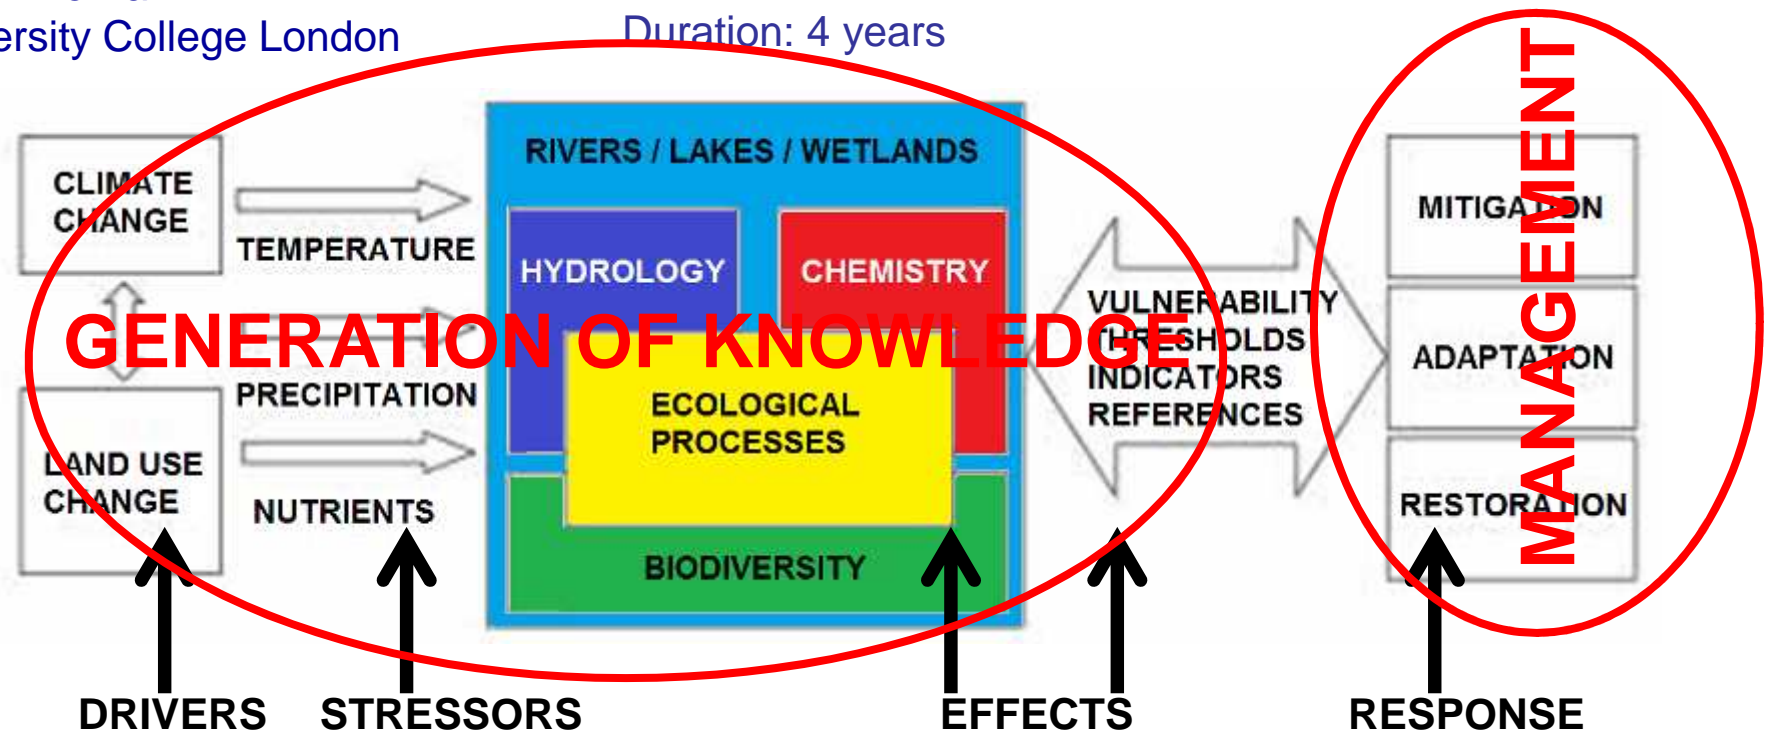 ersity College London
Duration: 4 years
CLIMATE
CHANGE
LAND USE
CHANGE
TEMPERATURE
PRECIPITATION
NUTRIENTS
RIVERS / LAKES / WETLANDS
HYDROLOGY
CHEMISTRY
ECOLOGICAL
PROCESSES
BIODIVERSITY
GENERATION OF KNOWLEDGE
VULNERABILITY
THRESHOLDS
INDICATORS
REFERENCES
MITIGATION
ADAPTATION
RESTORATION
MANAGEMENT
DRIVERS
STRESSORS
EFFECTS
RESPONSE